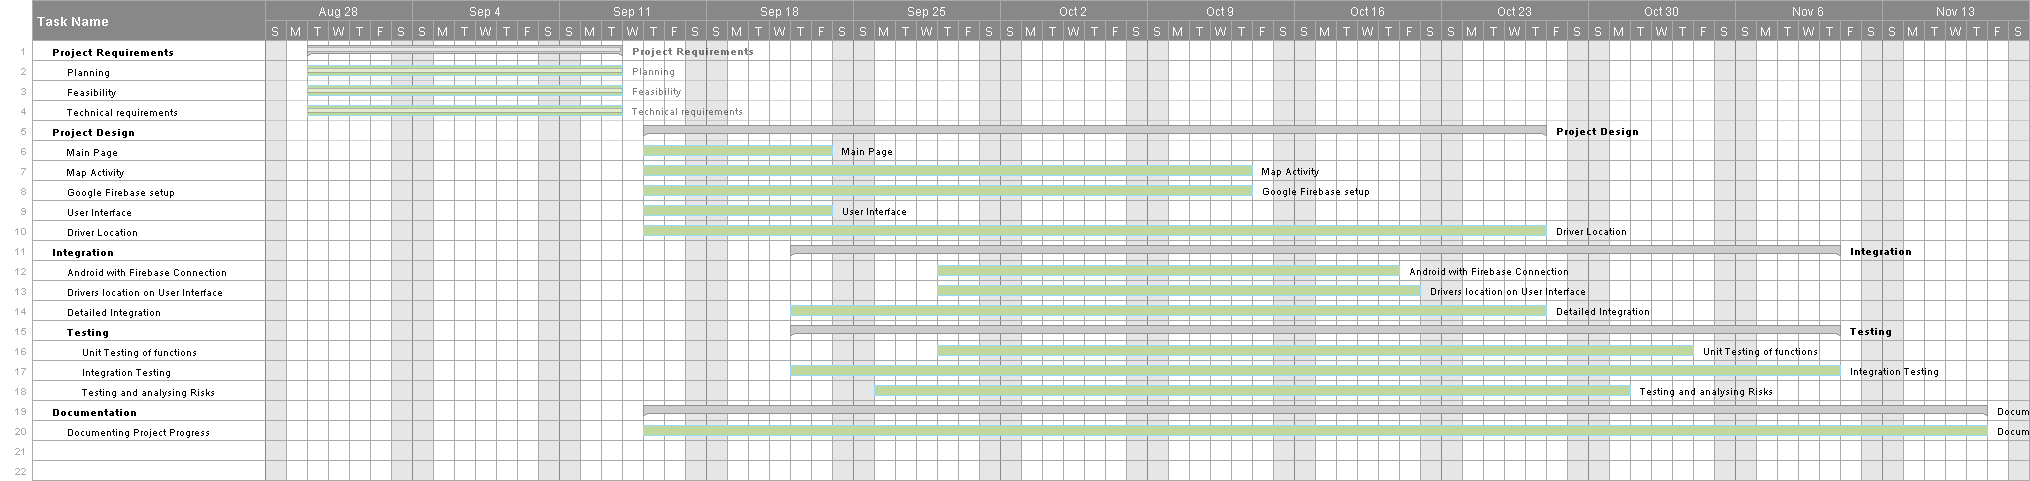 Task Name
Aug 28 Sep 4 Sep 11 Sep 18 Sep 25 Oct 2 Oct 9 Oct 16 Oct 23 Oct 30 Nov 6 Nov 13
S M T W T F S S M T W T F S S M T W T F S S M T W T F S S M T W T F S S M T W T F S S M T W T F S S M T W T F S S M T W T F S S M T W T F S S M T W T F S S M T W T F S
1 Project Requirements Project Requirements
2 Planning Planning
3 Feasibility Feasibility
4 Technical requirements Technical requirements
5 Project Design Project Design
6 Main Page Main Page
7 Map Activity Map Activity
8 Google Firebase setup Google Firebase setup
9 User Interface User Interface
10 Driver Location Driver Location
11 Integration Integration
12 Android with Firebase Connection Android with Firebase Connection
13 Drivers location on User Interface Drivers location on User Interface
14 Detailed Integration Detailed Integration
15 Testing Testing
16 Unit Testing of functions Unit Testing of functions
17 Integration Testing Integration Testing
18 Testing and analysing Risks Testing and analysing Risks
19 Documentation Docum
20 Documenting Project Progress Docum
21
22